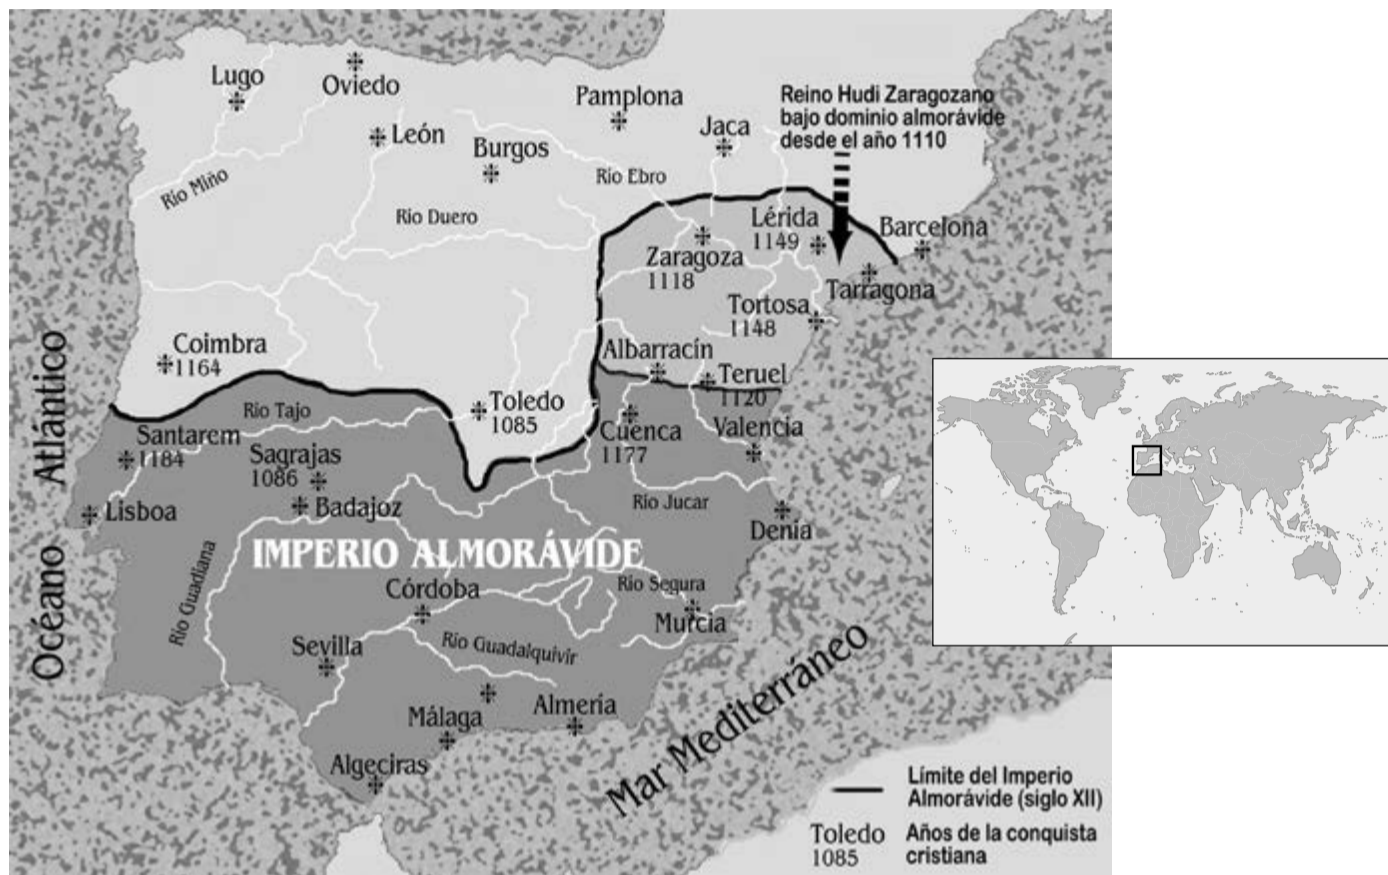 Lugo
Oviedo
León
Burgos
Pamplona
Jaca
Reino Hudi Zaragozano
bajo dominio almorávide
desde el año 1110
Río Miño
Río Ebro
Río Duero
Lérida
1149
Barcelona
Zaragoza
1118
Tarragona
Tortosa
1148
Coimbra
1164
Albarracín
Teruel
1120
Río Tajo
Toledo
1085
Santarem
1184
Cuenca
1177
Valencia
Sagrajas
1086
Lisboa
Badajoz
Río Jucar
Denia
IMPERIO ALMORÁVIDE
Río Guadiana
Córdoba
Río Segura
Murcia
Sevilla
Río Guadalquivir
Málaga
Almería
Algeciras
Océano Atlántico
Mar Mediterráneo
Límite del Imperio
Almorávide (siglo XII)
Toledo
1085
Años de la conquista
cristiana